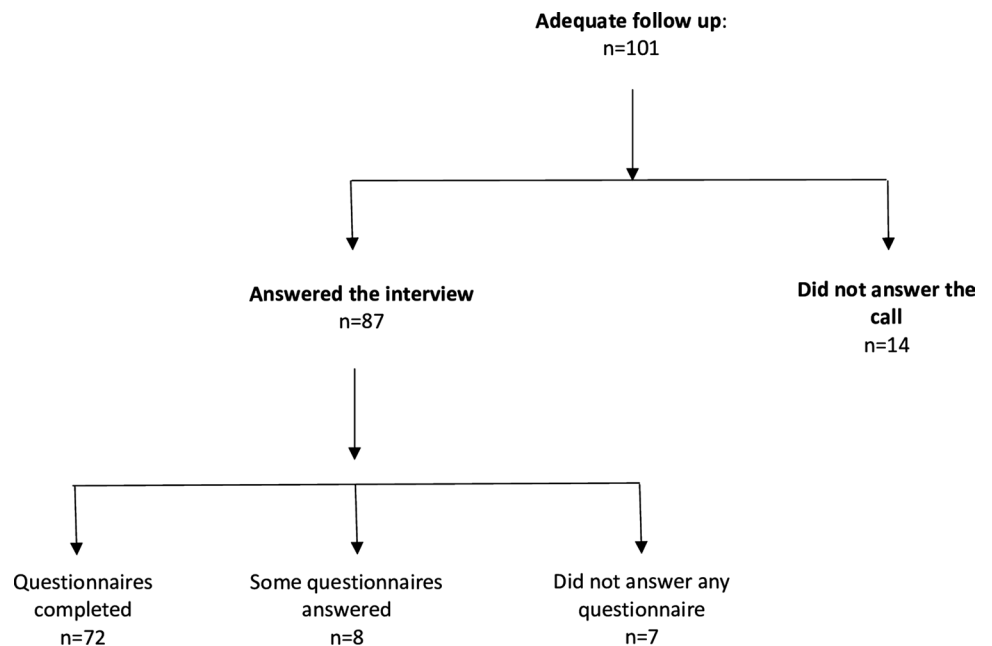 Adequate follow up:
n=101
Answered the interview
n=87
Did not answer the
call
n=14
Questionnaires
completed
n=72
Some questionnaires
answered
n=8
Did not answer any
questionnaire
n=7